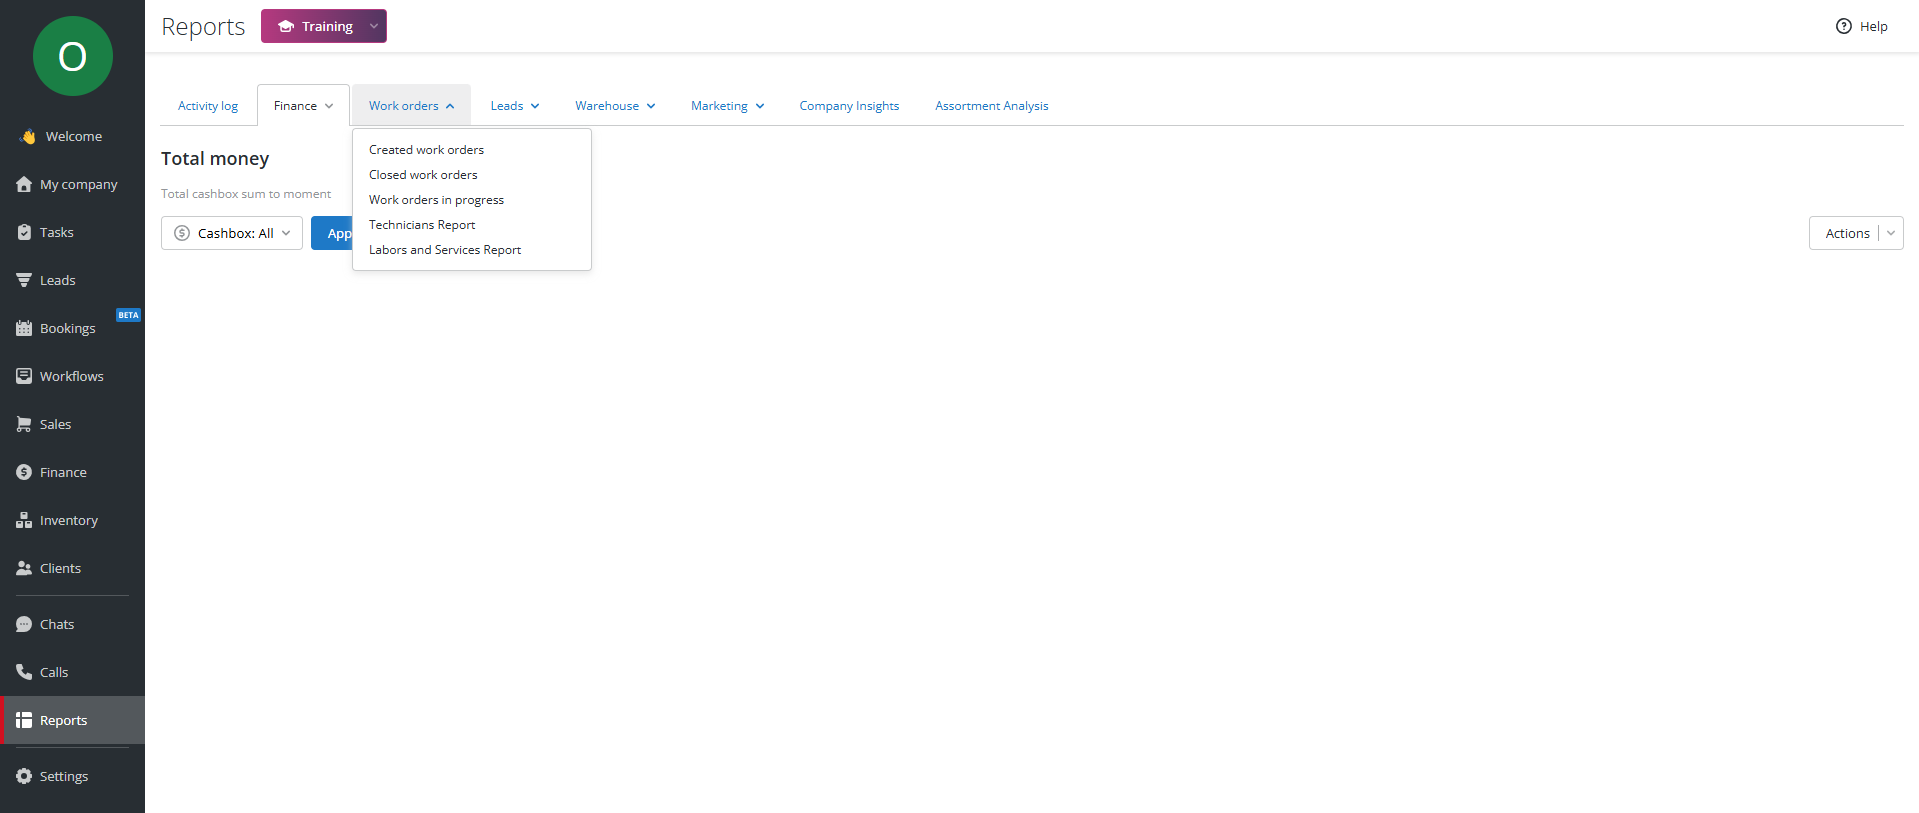 O
Reports
Training
Help
Welcome
My company
Tasks
Leads
BETA
Bookings
Workflows
Sales
Finance
Inventory
Clients
Chats
Calls
Reports
Settings
Activity log
Finance
Work orders
Leads
Warehouse
Marketing
Company Insights
Assortment Analysis
Created work orders
Closed work orders
Work orders in progress
Technicians Report
Labors and Services Report
Total money
Total cashbox sum to moment
Cashbox: All
App
Actions